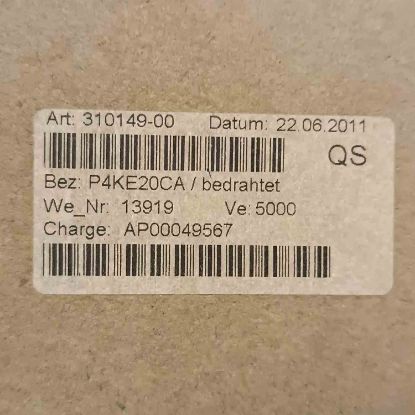 Art: 310149-00 Datum: 22.06.2011
QS
Bez: P4KE20CA / bedrahtet
We_Nr: 13919 Ve: 5000
Charge: AP00049567